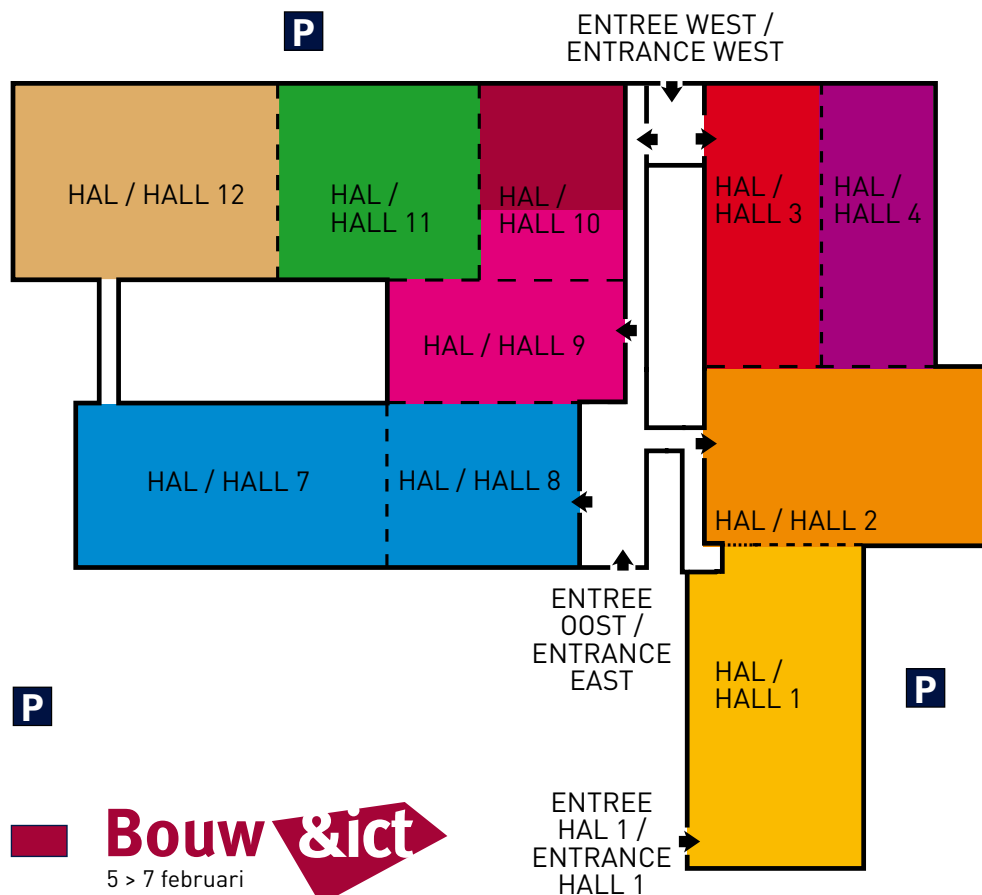 P
ENTREE WEST /
ENTRANCE WEST
HAL / HALL 12
HAL /
HALL 11
HAL /
HALL 10
HAL /
HALL 3
HAL /
HALL 4
HAL / HALL 9
HAL / HALL 7
HAL / HALL 8
HAL / HALL 2
ENTREE
OOST /
ENTRANCE
EAST
HAL /
HALL 1
P
P
ENTREE
HAL 1 /
ENTRANCE
HALL 1
Bouw &ict
5 > 7 februari